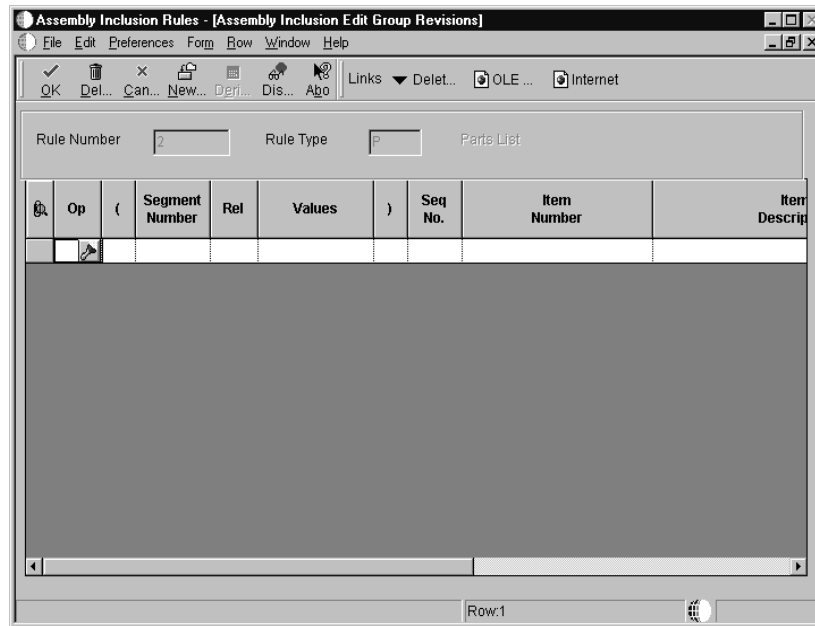 Assembly Inclusion Rules - [Assembly Inclusion Edit Group Revisions]
File Edit Preferences Form Row Window Help
OK Del... Can... New... Deri... Dis... Abo Links Delet... OLE ... Internet
Rule Number 2 Rule Type P Parts List
Op ( Segment Number Rel Values ) Seq No. Item Number Item Descrip
Row:1